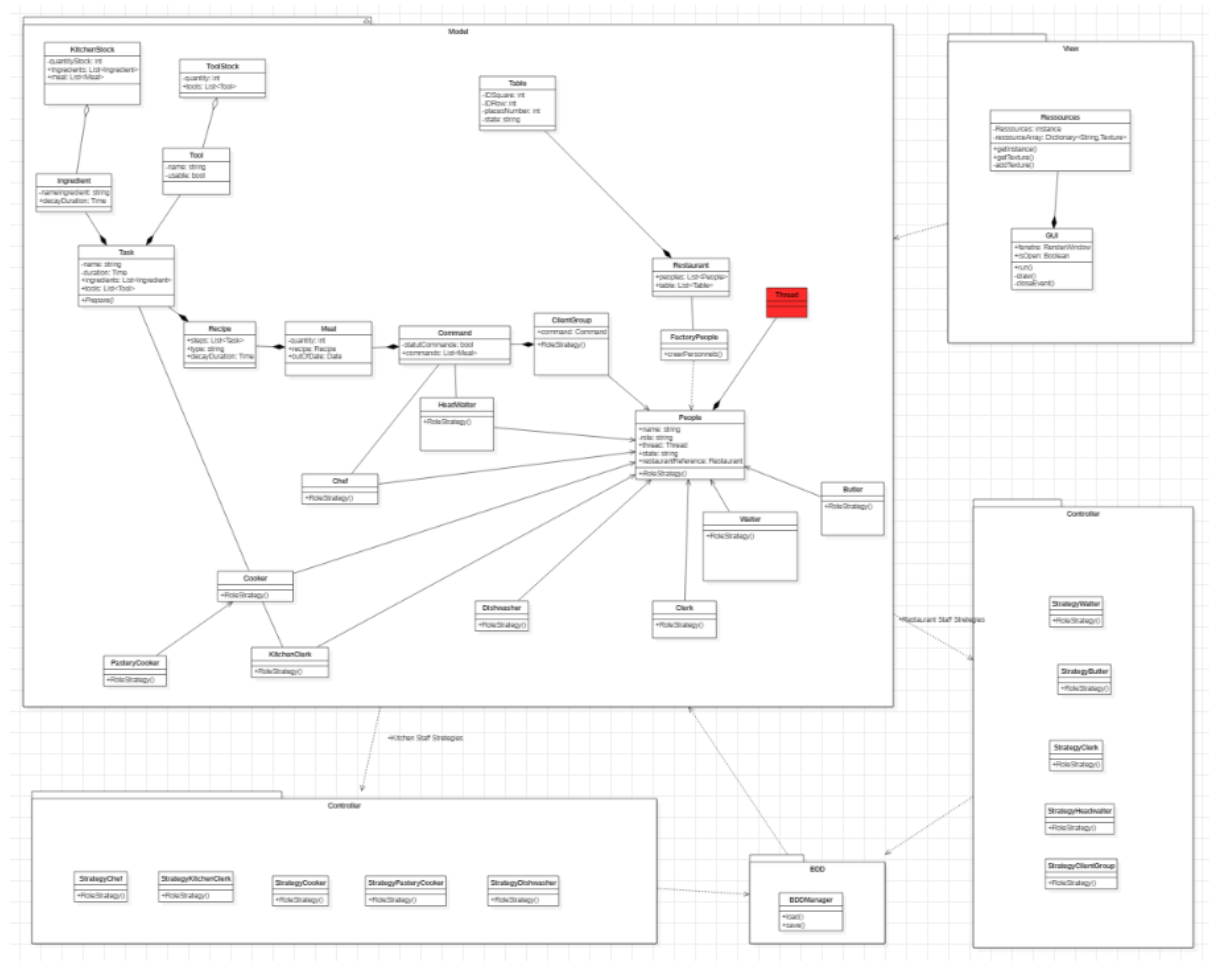 Model
KitchenStock
-quantityStock: int
+ingredients: List<Ingredient>
+meal: List<Meal>
ToolStock
-quantity: int
+tools: List<Tool>
Table
-IDSquare: int
-IDRow: int
-placesNumber: int
-state: string
Tool
-name: string
-usable: bool
Ingredient
-nameIngredient: string
+decayDuration: Time
Task
-name: string
-duration: Time
+ingredients: List<Ingredient>
+tools: List<Tool>
+Prepare()
Restaurant
+peoples: List<People>
+table: List<Table>
Thread
Recipe
+steps: List<Task>
+type: string
+decayDuration: Time
Meal
-quantity: int
+recipe: Recipe
+outOfDate: Date
Command
-statutCommande: bool
+commands: List<Meal>
ClientGroup
+command: Command
+RoleStrategy()
FactoryPeople
+creerPersonnels()
HeadWaiter
+RoleStrategy()
People
+name: string
-role: string
+thread: Thread
+state: string
+restaurantReference: Restaurant
+RoleStrategy()
Chef
+RoleStrategy()
Butler
+RoleStrategy()
Waiter
+RoleStrategy()
Cooker
+RoleStrategy()
Dishwasher
+RoleStrategy()
Clerk
+RoleStrategy()
PasteryCooker
+RoleStrategy()
KitchenClerk
+RoleStrategy()
View
Ressources
-Ressources: instance
-ressourceArray: Dictionary<String,Texture>
+getInstance()
+getTexture()
-addTexture()
GUI
+fenetre: RenderWindow
+isOpen: Boolean
+run()
-draw()
-closeEvent()
+Restaurant Staff Strategies
Controller
StrategyWaiter
+RoleStrategy()
StrategyButler
+RoleStrategy()
StrategyClerk
+RoleStrategy()
StrategyHeadwaiter
+RoleStrategy()
StrategyClientGroup
+RoleStrategy()
+Kitchen Staff Strategies
Controller
StrategyChef
+RoleStrategy()
StrategyKitchenClerk
+RoleStrategy()
StrategyCooker
+RoleStrategy()
StrategyPasteryCooker
+RoleStrategy()
StrategyDishwasher
+RoleStrategy()
BDD
BDDManager
+load()
+save()